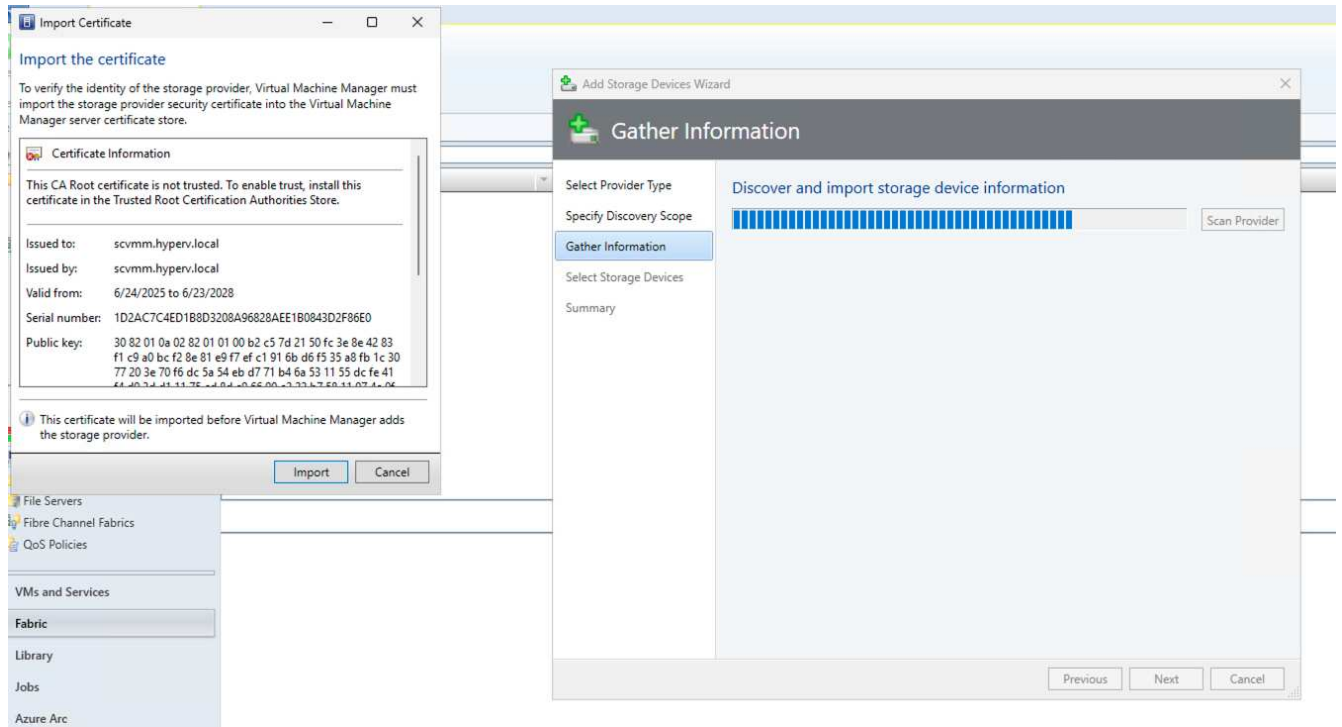 Import Certificate
Import the certificate
To verify the identity of the storage provider, Virtual Machine Manager must
import the storage provider security certificate into the Virtual Machine
Manager server certificate store.
Certificate Information
This CA Root certificate is not trusted. To enable trust, install this
certificate in the Trusted Root Certification Authorities Store.
Issued to: scvmm.hyperv.local
Issued by: scvmm.hyperv.local
Valid from: 6/24/2025 to 6/23/2028
Serial number: 1D2AC7C4ED1B8D3208A96828AEE1B0843D2F86E0
Public key: 30 82 01 0a 02 82 01 01 00 b2 c5 7d 21 50 fc 3e 8e 42 83
f1 c9 a0 bc f2 8e 81 e9 f7 ef c1 91 6b d6 f5 35 a8 fb 1c 30
77 20 3e 70 f6 dc 5a 54 eb d7 71 b4 6a 53 11 55 dc fe 41
This certificate will be imported before Virtual Machine Manager adds
the storage provider.
Import
Cancel
File Servers
Fibre Channel Fabrics
QoS Policies
VMs and Services
Fabric
Library
Jobs
Azure Arc
Add Storage Devices Wizard
Gather Information
Select Provider Type
Specify Discovery Scope
Gather Information
Select Storage Devices
Summary
Discover and import storage device information
Scan Provider
Previous
Next
Cancel